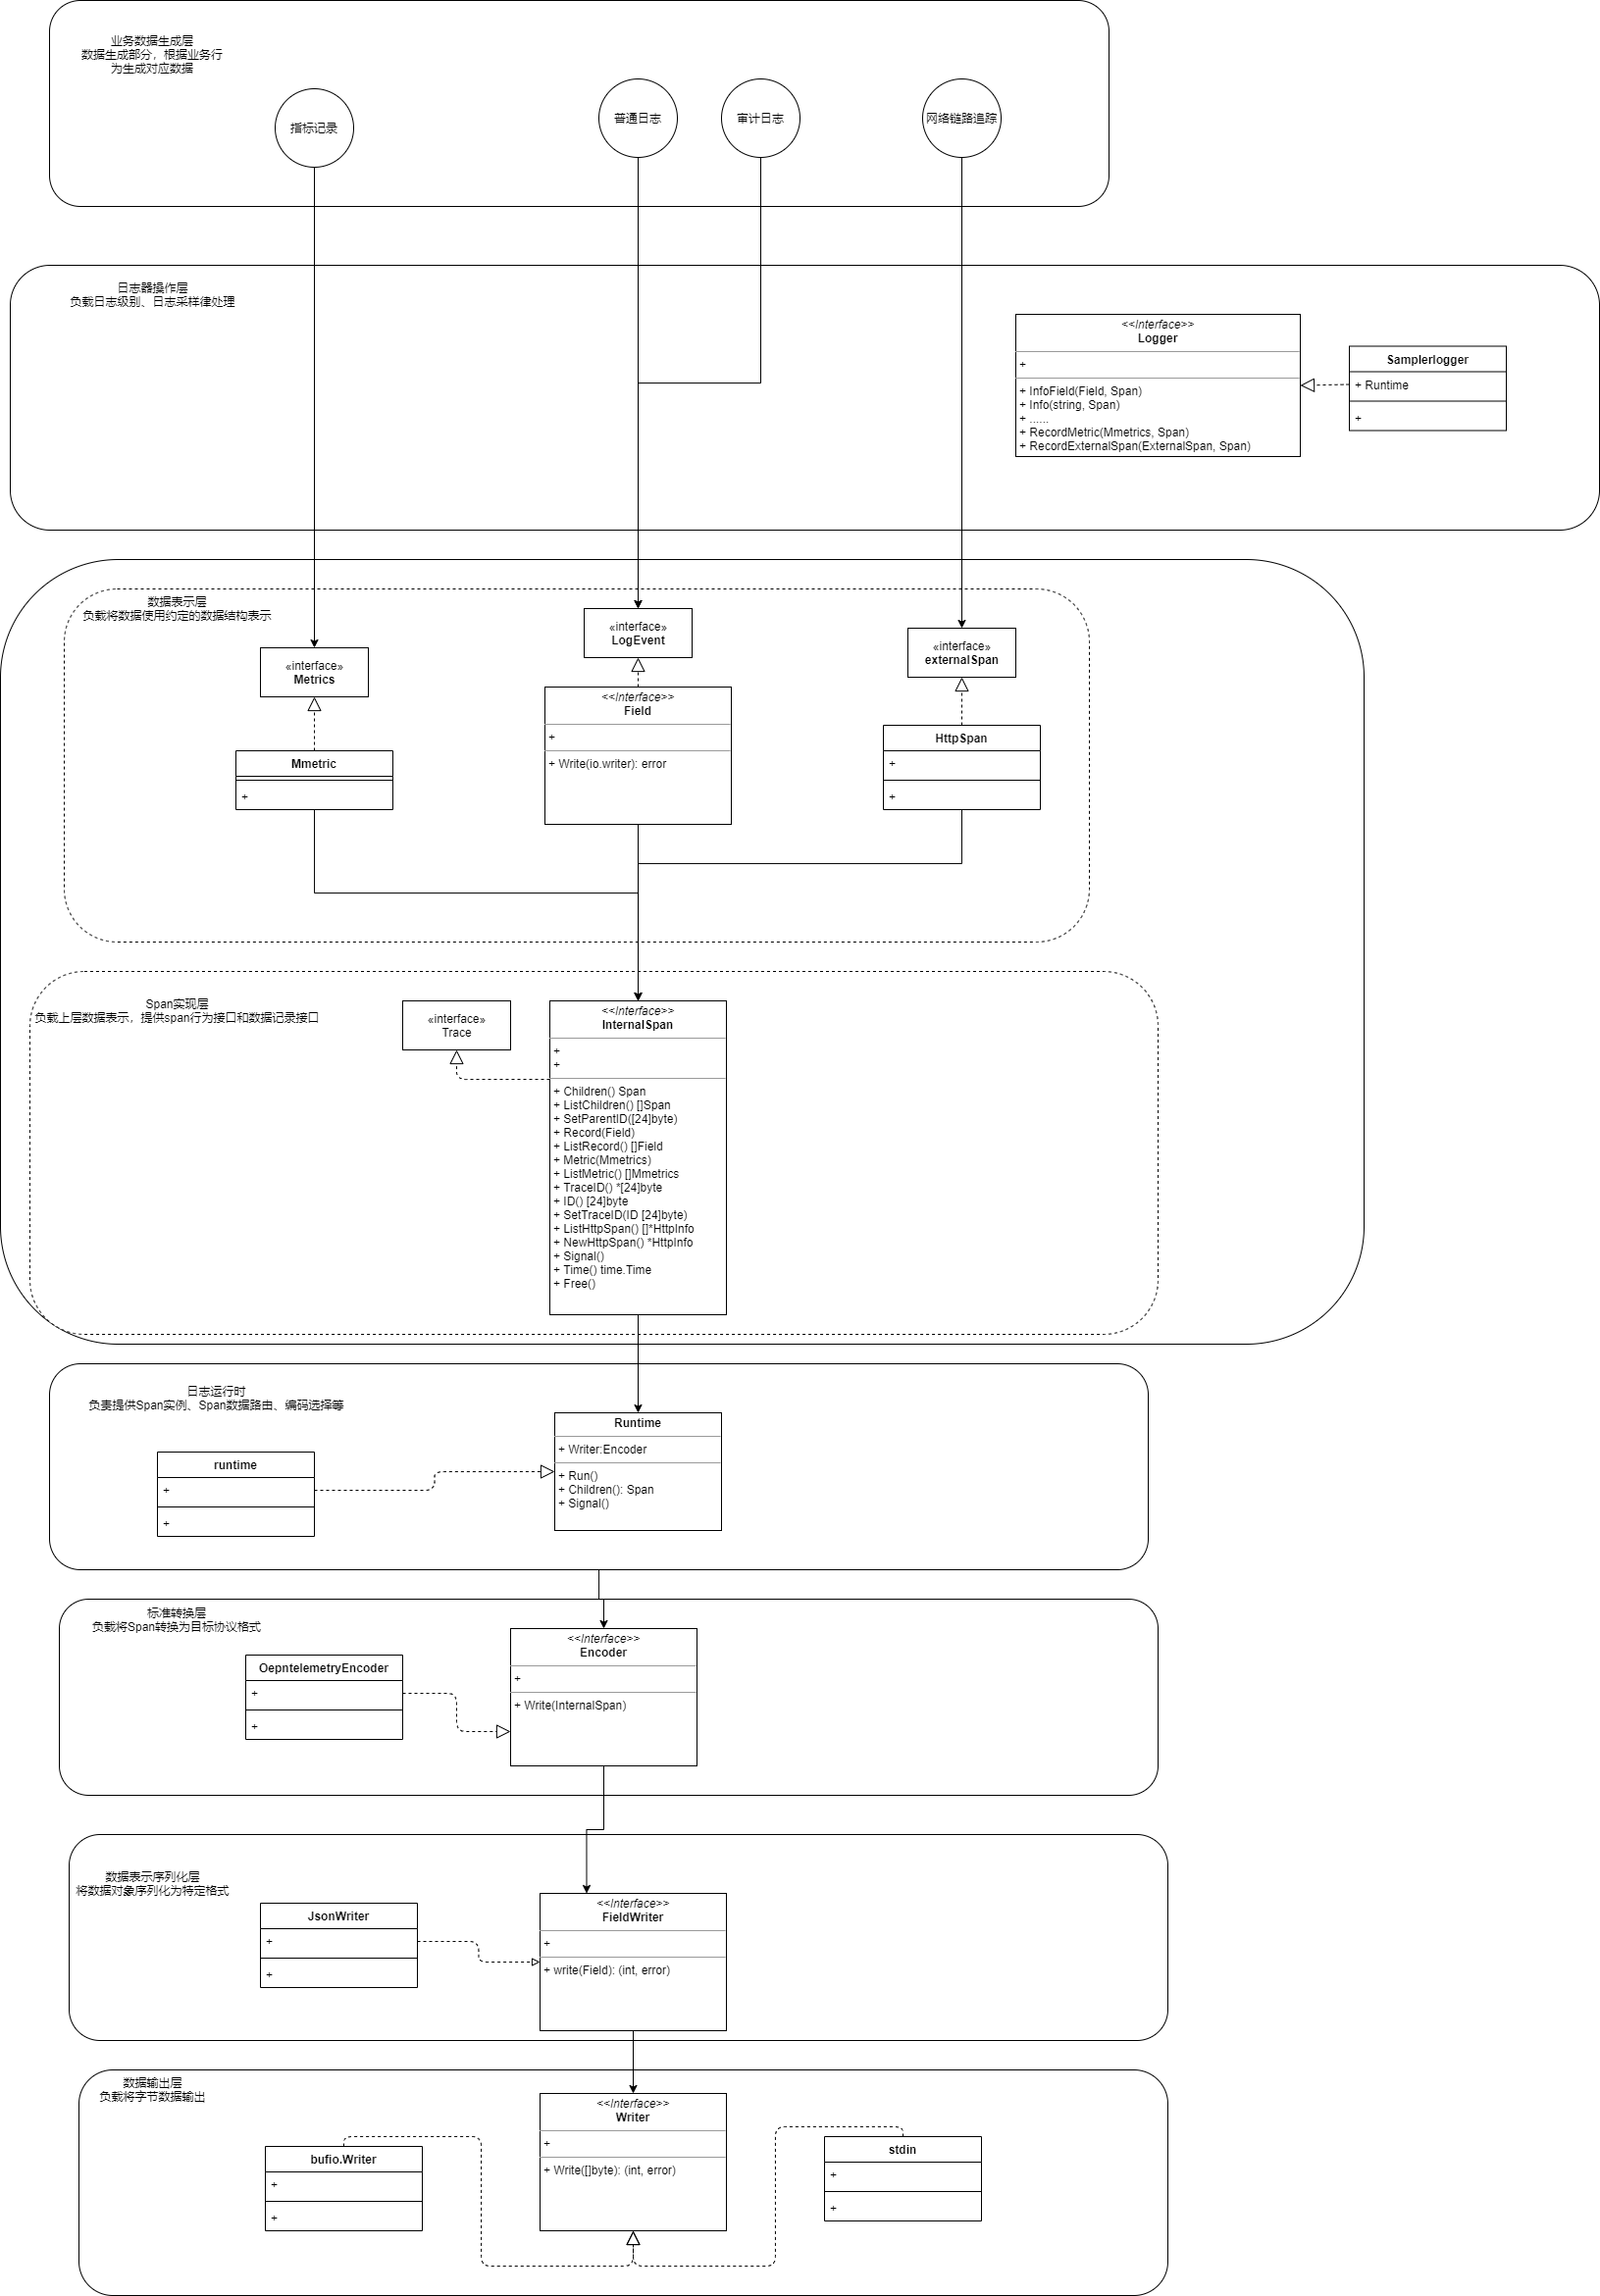 业务数据生成层
数据生成部分，根据业务行
为生成对应数据
指标记录
普通日志
审计日志
网络链路追踪
日志器操作层
负载日志级别、日志采样律处理
<<Interface>>
Logger
+
+ InfoField(Field, Span)
+ Info(string, Span)
+ ......
+ RecordMetric(Mmetrics, Span)
+ RecordExternalSpan(ExternalSpan, Span)
Samplerlogger
+ Runtime
+
数据表示层
负载将数据使用约定的数据结构表示
«interface»
Metrics
Mmetric
+
«interface»
LogEvent
<<Interface>>
Field
+
+ Write(io.writer): error
«interface»
externalSpan
HttpSpan
+
+
Span实现层
负载上层数据表示，提供span行为接口和数据记录接口
«interface»
Trace
<<Interface>>
InternalSpan
+
+
+ Children() Span
+ ListChildren() []Span
+ SetParentID([24]byte)
+ Record(Field)
+ ListRecord() []Field
+ Metric(Mmetrics)
+ ListMetric() []Mmetrics
+ TraceID() *[24]byte
+ ID() [24]byte
+ SetTraceID(ID [24]byte)
+ ListHttpSpan() []*HttpInfo
+ NewHttpSpan() *HttpInfo
+ Signal()
+ Time() time.Time
+ Free()
日志运行时
负责提供Span实例、Span数据路由、编码选择等
runtime
+
+
Runtime
+ Writer:Encoder
+ Run()
+ Children(): Span
+ Signal()
标准转换层
负载将Span转换为目标协议格式
OepntelemetryEncoder
+
+
<<Interface>>
Encoder
+
+ Write(InternalSpan)
数据表示序列化层
将数据对象序列化为特定格式
JsonWriter
+
+
<<Interface>>
FieldWriter
+
+ write(Field): (int, error)
数据输出层
负载将字节数据输出
bufio.Writer
+
+
<<Interface>>
Writer
+
+ Write([]byte): (int, error)
stdin
+
+